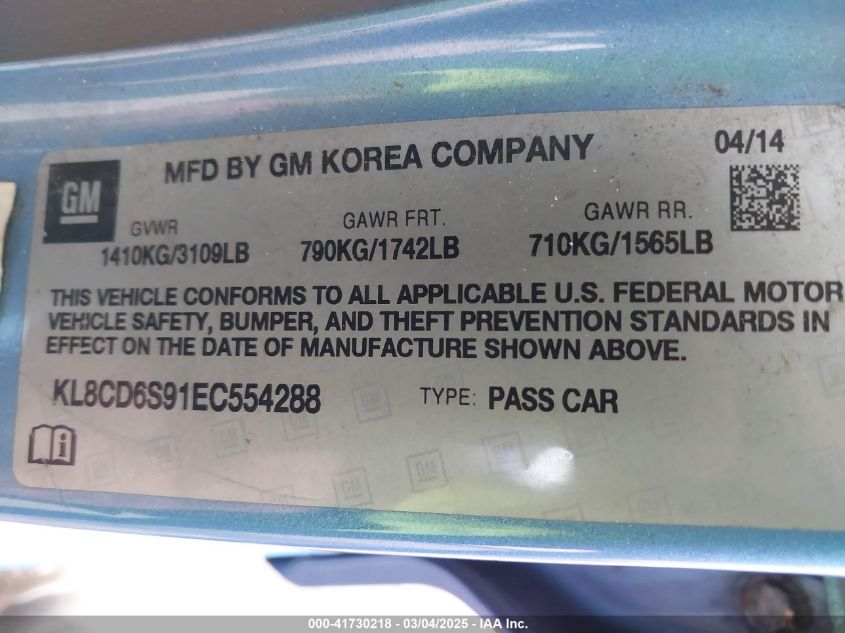 GM
MFD BY GM KOREA COMPANY
04/14
GVWR
1410KG/3109LB
GAWR FRT.
790KG/1742LB
GAWR RR.
710KG/1565LB
THIS VEHICLE CONFORMS TO ALL APPLICABLE U.S. FEDERAL MOTOR
VEHICLE SAFETY, BUMPER, AND THEFT PREVENTION STANDARDS IN
EFFECT ON THE DATE OF MANUFACTURE SHOWN ABOVE.
KL8CD6S91EC554288
TYPE: PASS CAR
000-41730218 - 03/04/2025 - IAA Inc.